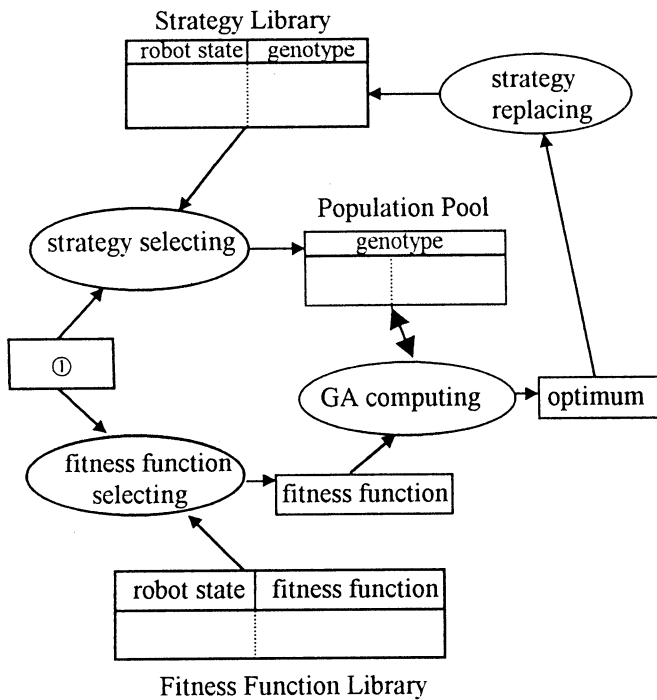 Strategy Library
robot state genotype
strategy
replacing
Population Pool
strategy selecting
genotype
①
GA computing
optimum
fitness function
selecting
fitness function
robot state fitness function
Fitness Function Library